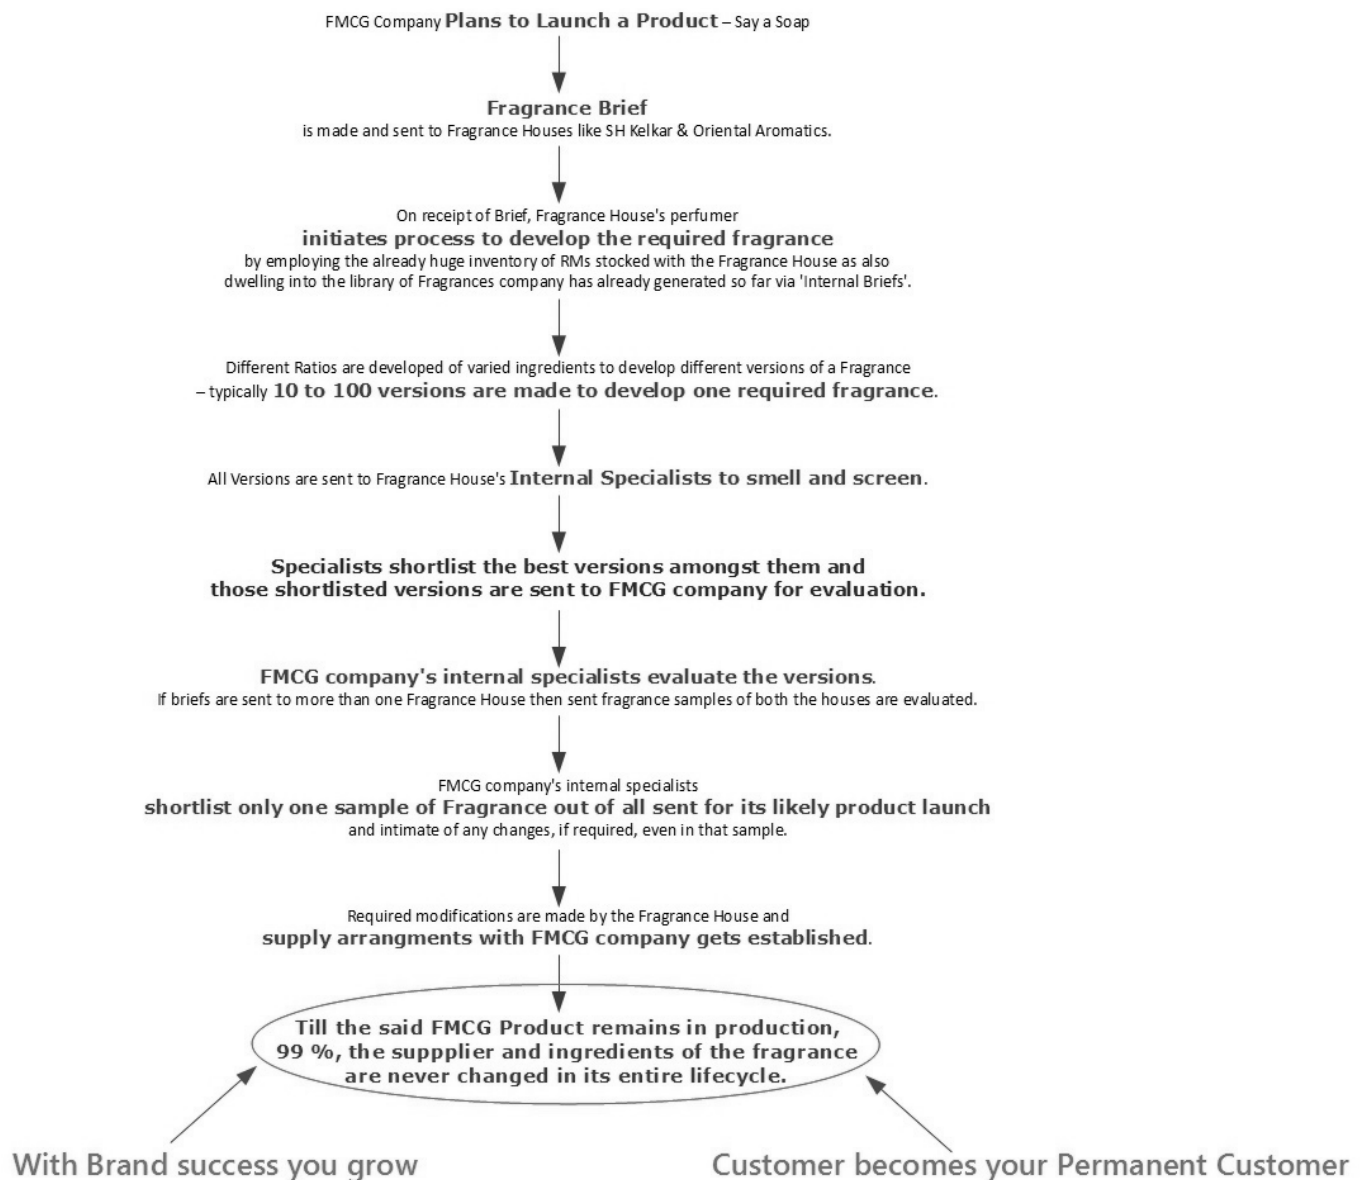 FMCG Company Plans to Launch a Product – Say a Soap
Fragrance Brief
is made and sent to Fragrance Houses like SH Kelkar & Oriental Aromatics.
On receipt of Brief, Fragrance House's perfumer
initiates process to develop the required fragrance
by employing the already huge inventory of RMs stocked with the Fragrance House as also
dwelling into the library of Fragrances company has already generated so far via 'Internal Briefs'.
Different Ratios are developed of varied ingredients to develop different versions of a Fragrance
– typically 10 to 100 versions are made to develop one required fragrance.
All Versions are sent to Fragrance House's Internal Specialists to smell and screen.
Specialists shortlist the best versions amongst them and
those shortlisted versions are sent to FMCG company for evaluation.
FMCG company's internal specialists evaluate the versions.
If briefs are sent to more than one Fragrance House then sent fragrance samples of both the houses are evaluated.
FMCG company's internal specialists
shortlist only one sample of Fragrance out of all sent for its likely product launch
and intimate of any changes, if required, even in that sample.
Required modifications are made by the Fragrance House and
supply arrangments with FMCG company gets established.
Till the said FMCG Product remains in production,
99 %, the suppplier and ingredients of the fragrance
are never changed in its entire lifecycle.
With Brand success you grow
Customer becomes your Permanent Customer